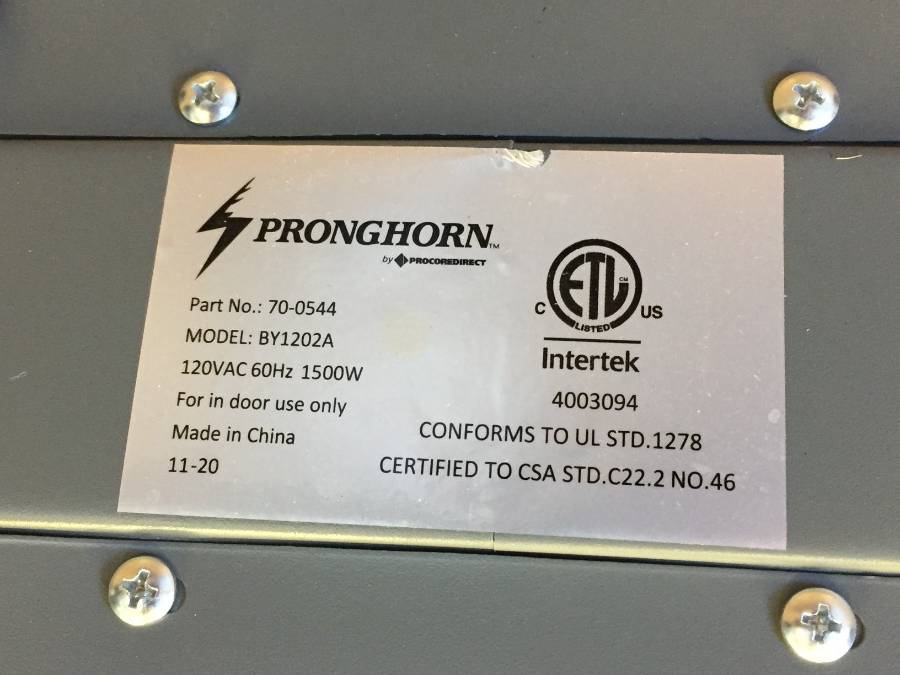 PRONGHORN™
by PROCOREDIRECT
Part No.: 70-0544
MODEL: BY1202A
120VAC 60Hz 1500W
For in door use only
Made in China
11-20
ETL CM
C US
LISTED
Intertek
4003094
CONFORMS TO UL STD.1278
CERTIFIED TO CSA STD.C22.2 NO.46